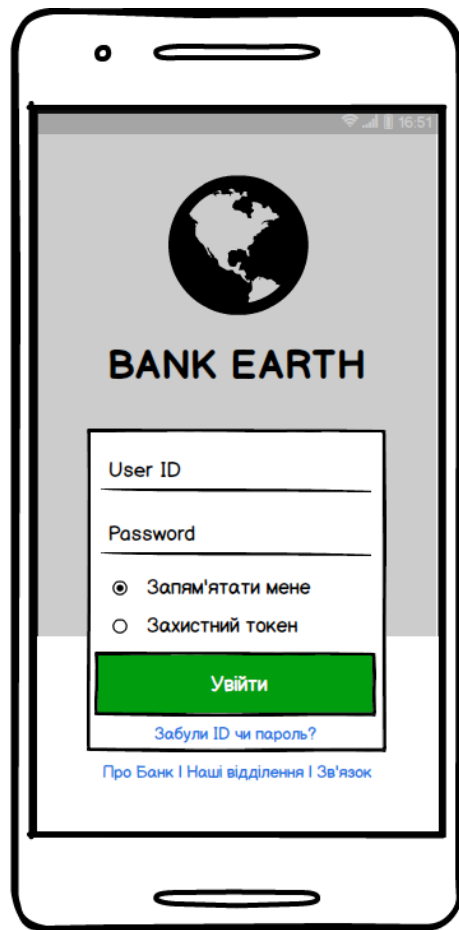 16:51
BANK EARTH
User ID
Password
Запям'ятати мене
Захистний токен
Увійти
Забули ID чи пароль?
Про Банк I Наші відділення I Зв'язок